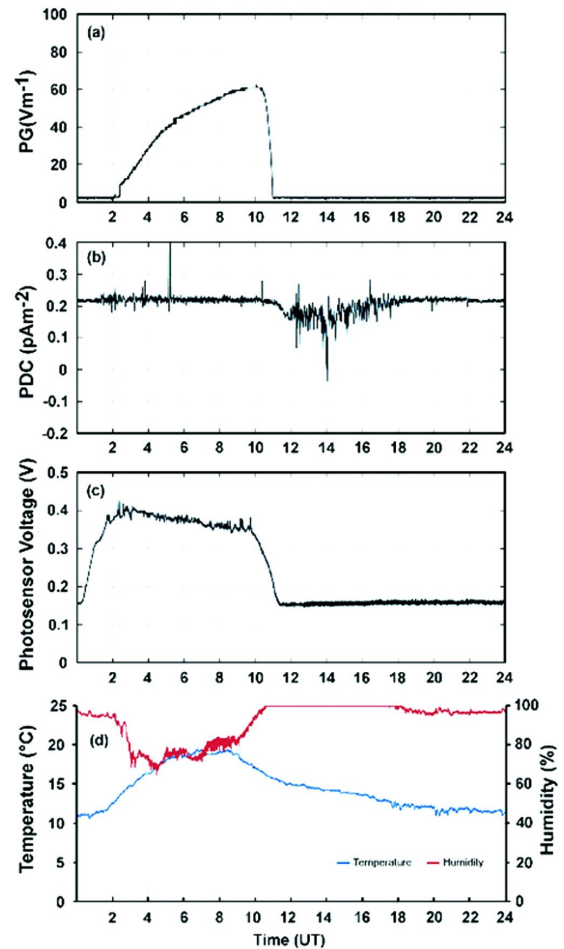 (a)
PG(Vm-1)
100
80
60
40
20
0
2 4 6 8 10 12 14 16 18 20 22 24
(b)
PDC (pAm-2)
0.4
0.3
0.2
0.1
0
0.1
-0.2
2 4 6 8 10 12 14 16 18 20 22 24
(c)
Photosensor Voltage (V)
0.5
0.4
0.3
0.2
0.1
0
2 4 6 8 10 12 14 16 18 20 22 24
(d)
Temperature (°C)
25
20
15
10
5
0
100
80
60
40
20
0
Humidity (%)
Temperature Humidity
2 4 6 8 10 12 14 16 18 20 22 24
Time (UT)